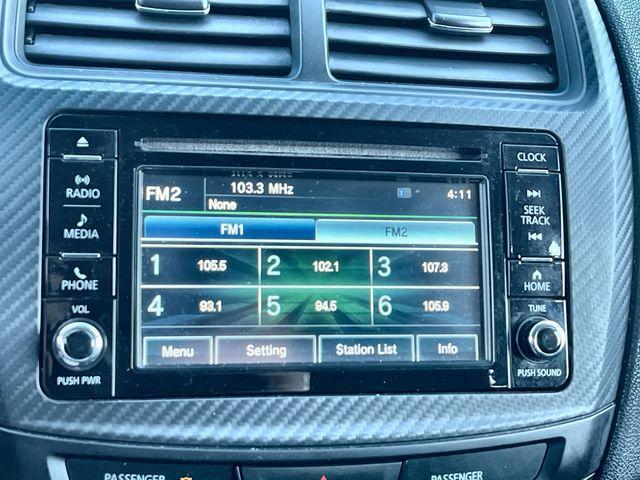 CLOCK
RADIO
MEDIA
PHONE
VOL
PUSH PWR
FM2 103.3 MHz 4:11
None
FM1 FM2
1 105.5 2 102.1 3 107.3
4 93.1 5 94.5 6 105.9
Menu Setting Station List Info
SEEK
TRACK
HOME
TUNE
PUSH SOUND
PASSENGER PASSENGER